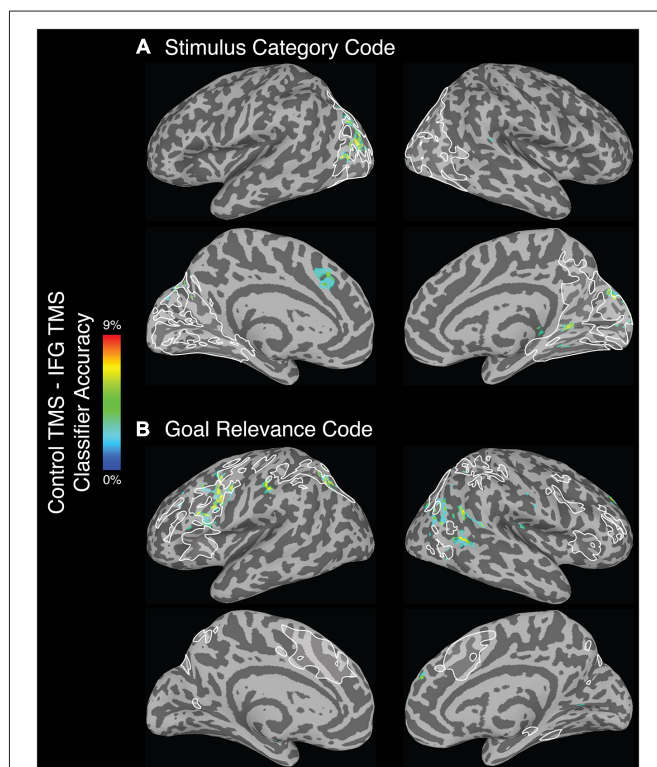 A Stimulus Category Code
Control TMS - IFG TMS
Classifier Accuracy
9%
0%
B Goal Relevance Code